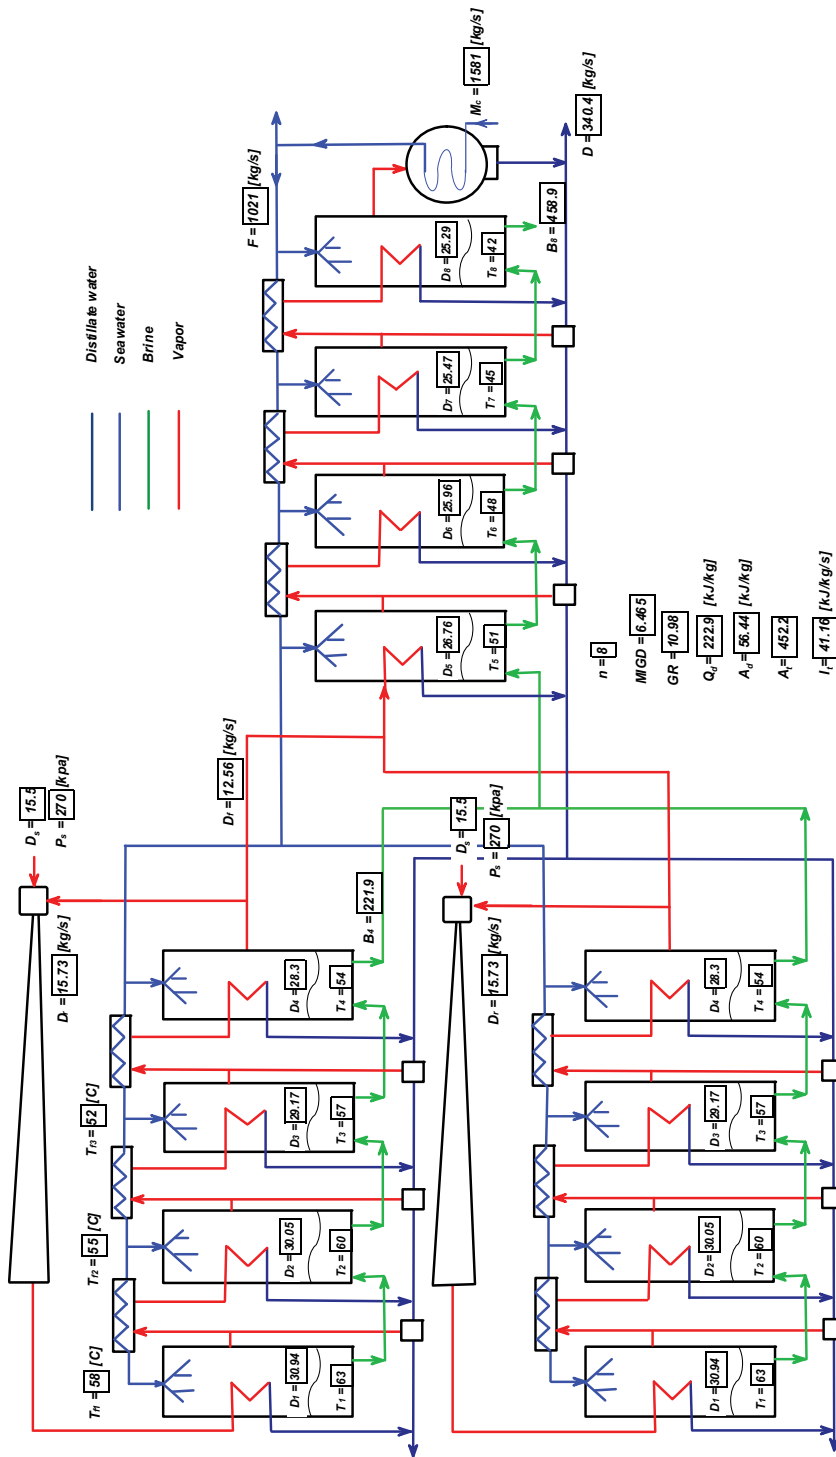 Distillate water
Seawater
Brine
Vapor
F = 1021 [kg/s]
Mc = 1581 [kg/s]
D = 340.4 [kg/s]
B8 = 458.9
D8 = 25.29
T8 = 42
D7 = 25.47
T7 = 45
D6 = 25.96
T6 = 48
D5 = 26.76
T5 = 51
n = 8
MIGD = 6.465
GR = 10.98
Qd = 222.9 [kJ/kg]
Ad = 56.44 [kJ/kg]
At = 452.2
It = 41.16 [kJ/kg/s]
Df = 12.56 [kg/s]
Ds = 15.5
Ps = 270 [kpa]
Dr = 15.73 [kg/s]
B4 = 221.9
D4 = 28.3
T4 = 54
Tf3 = 52 [C]
D3 = 29.17
T3 = 57
Tf2 = 55 [C]
D2 = 30.05
T2 = 60
Tf1 = 58 [C]
D1 = 30.94
T1 = 63
Ds = 15.5
Ps = 270 [kpa]
Dr = 15.73 [kg/s]
D4 = 28.3
T4 = 54
D3 = 29.17
T3 = 57
D2 = 30.05
T2 = 60
D1 = 30.94
T1 = 63